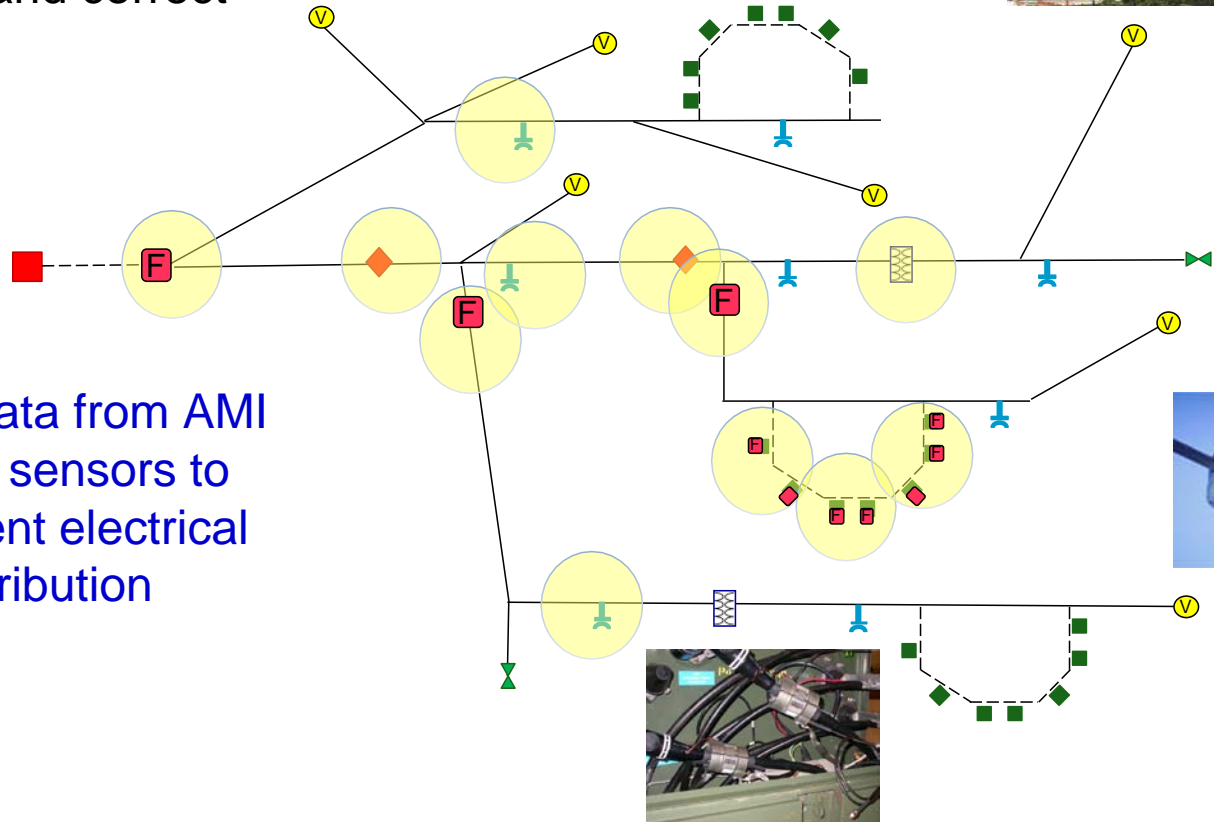 and correct
V
V
V
V
V
F
F
F
V
ata from AMI
sensors to
ent electrical
ribution
F
F
F
F
F
V